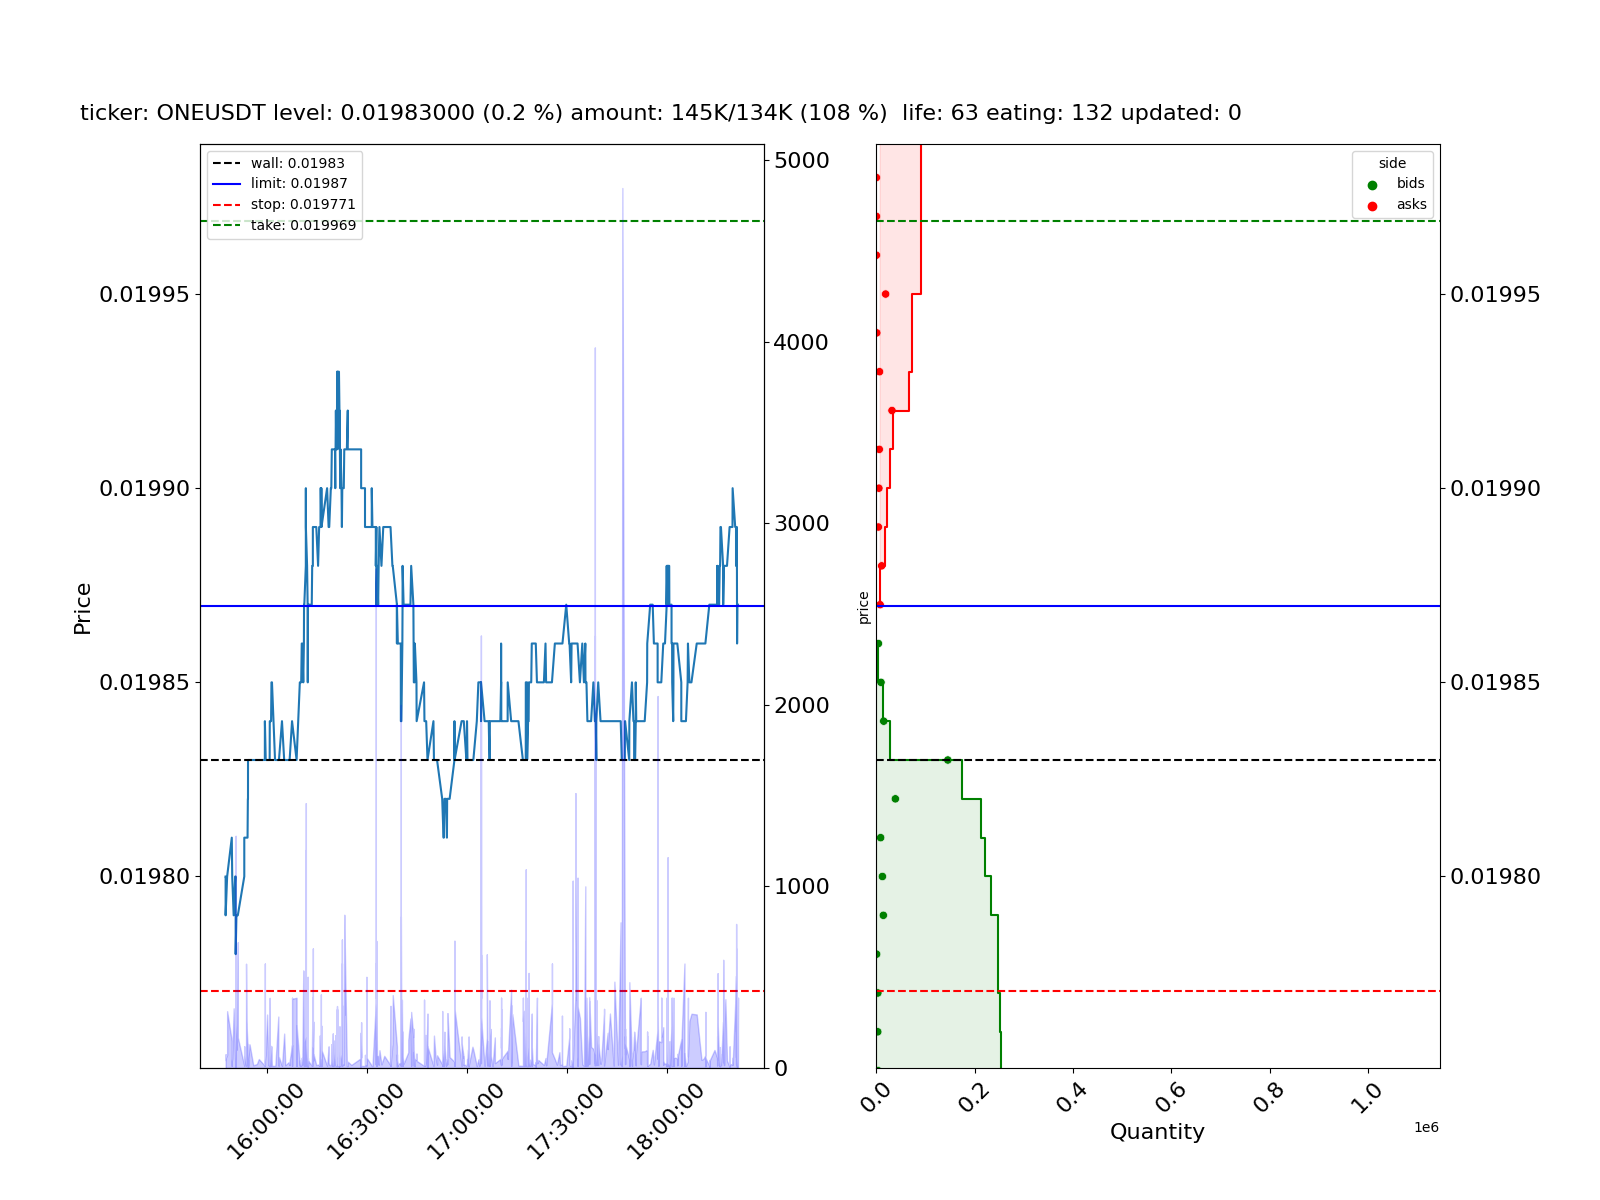 ticker: ONEUSDT level: 0.01983000 (0.2 %) amount: 145K/134K (108 %)  life: 63 eating: 132 updated: 0
wall: 0.01983
limit: 0.01987
stop: 0.019771
take: 0.019969
Price
0.01995
0.01990
0.01985
0.01980
5000
4000
3000
2000
1000
0
16:00:00
16:30:00
17:00:00
17:30:00
18:00:00
side
bids
asks
price
0.01995
0.01990
0.01985
0.01980
0.0
0.2
0.4
0.6
0.8
1.0
1e6
Quantity